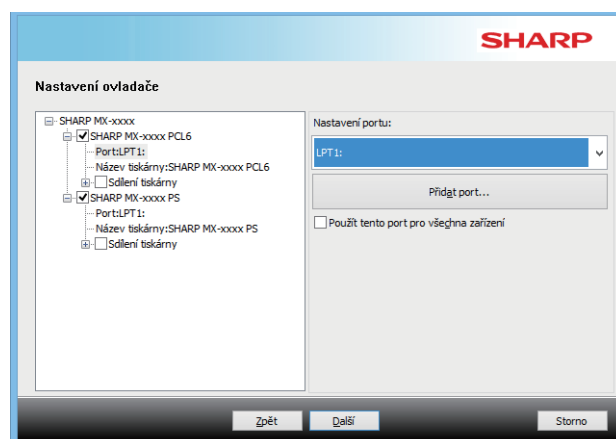 SHARP
Nastavení ovladače
SHARP MX-xxxx
SHARP MX-xxxx PCL6
Port:LPT1:
Název tiskárny:SHARP MX-xxxx PCL6
Sdílení tiskárny
SHARP MX-xxxx PS
Port:LPT1:
Název tiskárny:SHARP MX-xxxx PS
Sdílení tiskárny
Nastavení portu:
LPT1:
Přidat port...
Použít tento port pro všechna zařízení
Zpět
Další
Storno